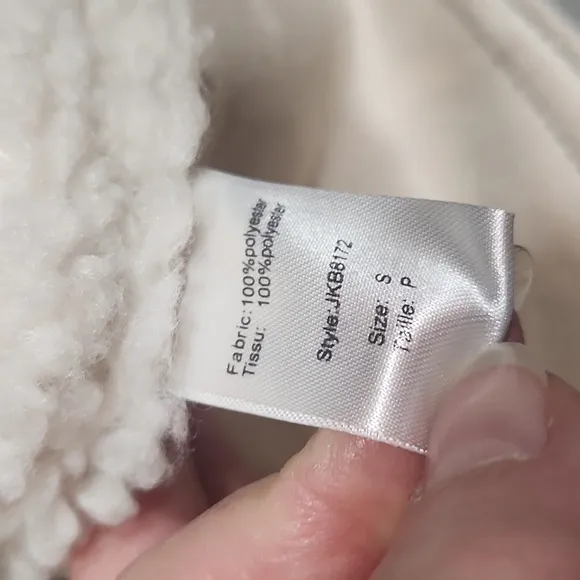 Fabric:100%polyester
Tissu: 100%polyester
Style:JKB8172
Size: S
Taille: P